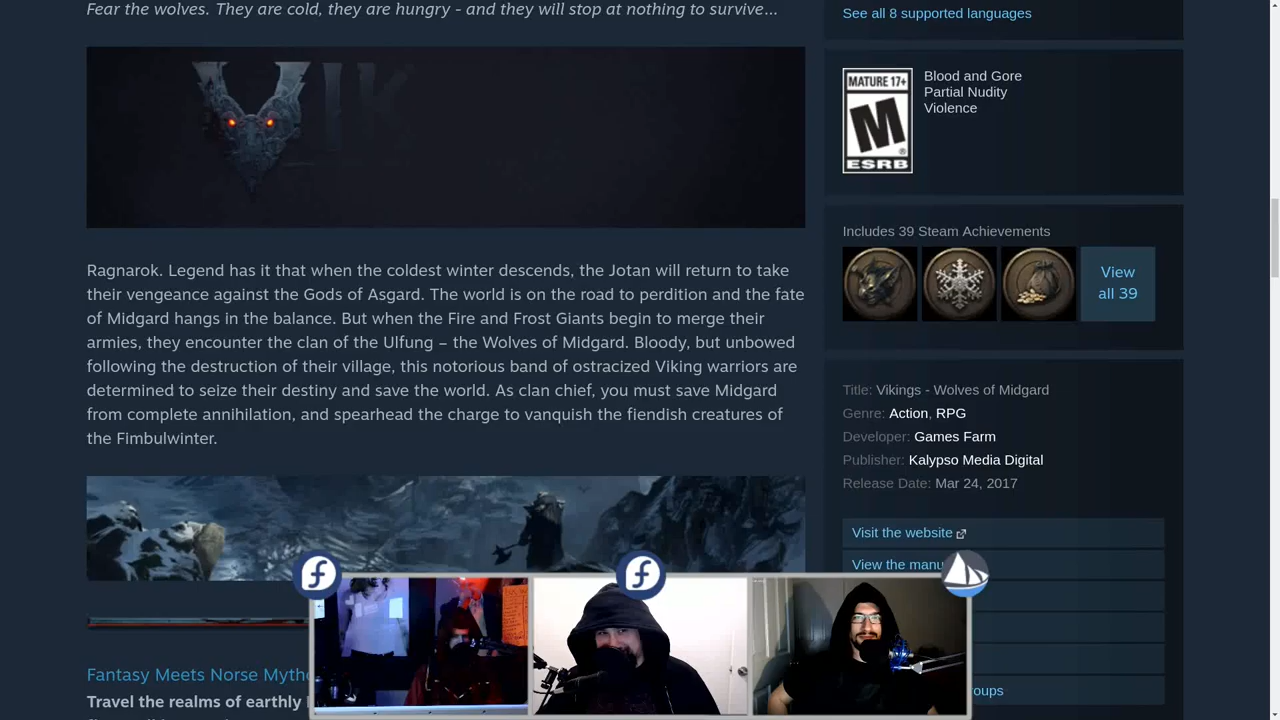 Fear the wolves. They are cold, they are hungry - and they will stop at nothing to survive...
VIK
Ragnarok. Legend has it that when the coldest winter descends, the Jotan will return to take
their vengeance against the Gods of Asgard. The world is on the road to perdition and the fate
of Midgard hangs in the balance. But when the Fire and Frost Giants begin to merge their
armies, they encounter the clan of the Ulfung – the Wolves of Midgard. Bloody, but unbowed
following the destruction of their village, this notorious band of ostracized Viking warriors are
determined to seize their destiny and save the world. As clan chief, you must save Midgard
from complete annihilation, and spearhead the charge to vanquish the fiendish creatures of
the Fimbulwinter.
Fantasy Meets Norse
Travel the realms of earthly
See all 8 supported languages
MATURE 17+
M
®
ESRB
Blood and Gore
Partial Nudity
Violence
Includes 39 Steam Achievements
View
all 39
Title: Vikings - Wolves of Midgard
Genre: Action, RPG
Developer: Games Farm
Publisher: Kalypso Media Digital
Release Date: Mar 24, 2017
Visit the website
View the